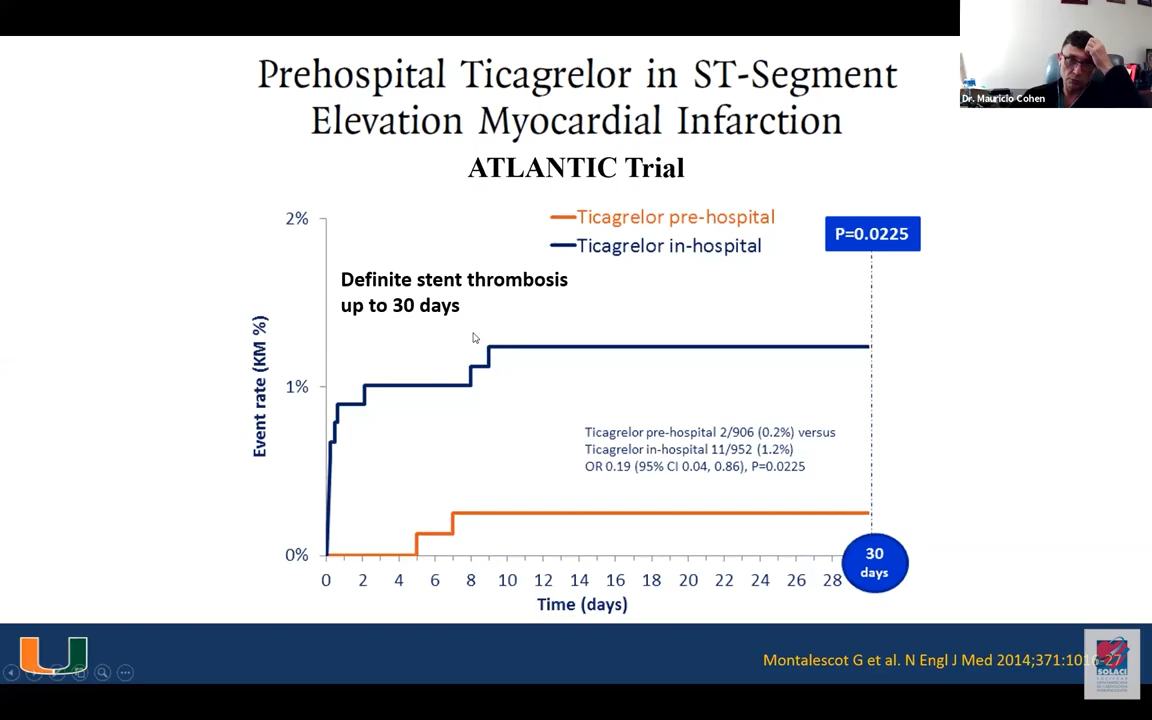 Dr. Mauricio Cohen
Prehospital Ticagrelor in ST-Segment
Elevation Myocardial Infarction
ATLANTIC Trial
2%
Ticagrelor pre-hospital
Ticagrelor in-hospital
P=0.0225
Definite stent thrombosis
up to 30 days
Event rate (KM %)
1%
Ticagrelor pre-hospital 2/906 (0.2%) versus
Ticagrelor in-hospital 11/952 (1.2%)
OR 0.19 (95% CI 0.04, 0.86), P=0.0225
0%
0 2 4 6 8 10 12 14 16 18 20 22 24 26 28
30
days
Time (days)
Montalescot G et al. N Engl J Med 2014;371:1016-27
SOLACI